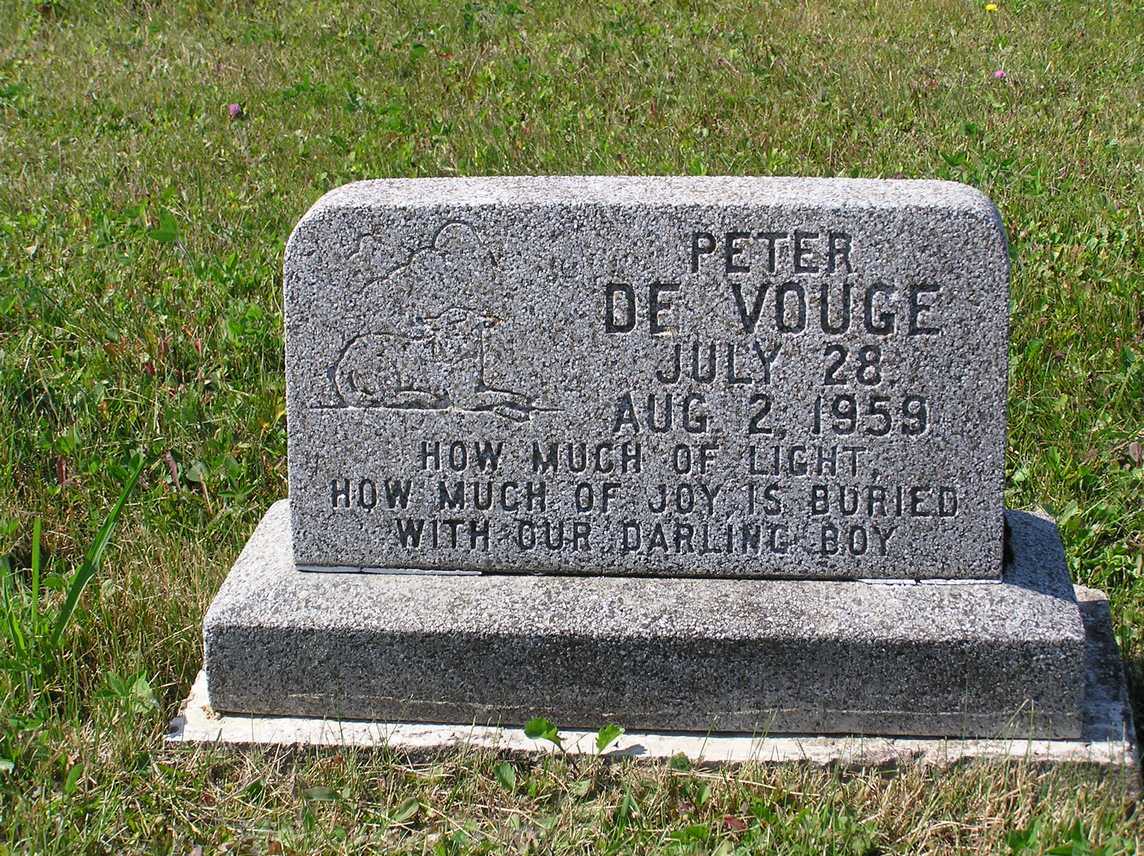 PETER
DE VOUGE
JULY 28,
AUG. 2, 1959
HOW MUCH OF LIGHT,
HOW MUCH OF JOY IS BURIED
WITH OUR DARLING BOY